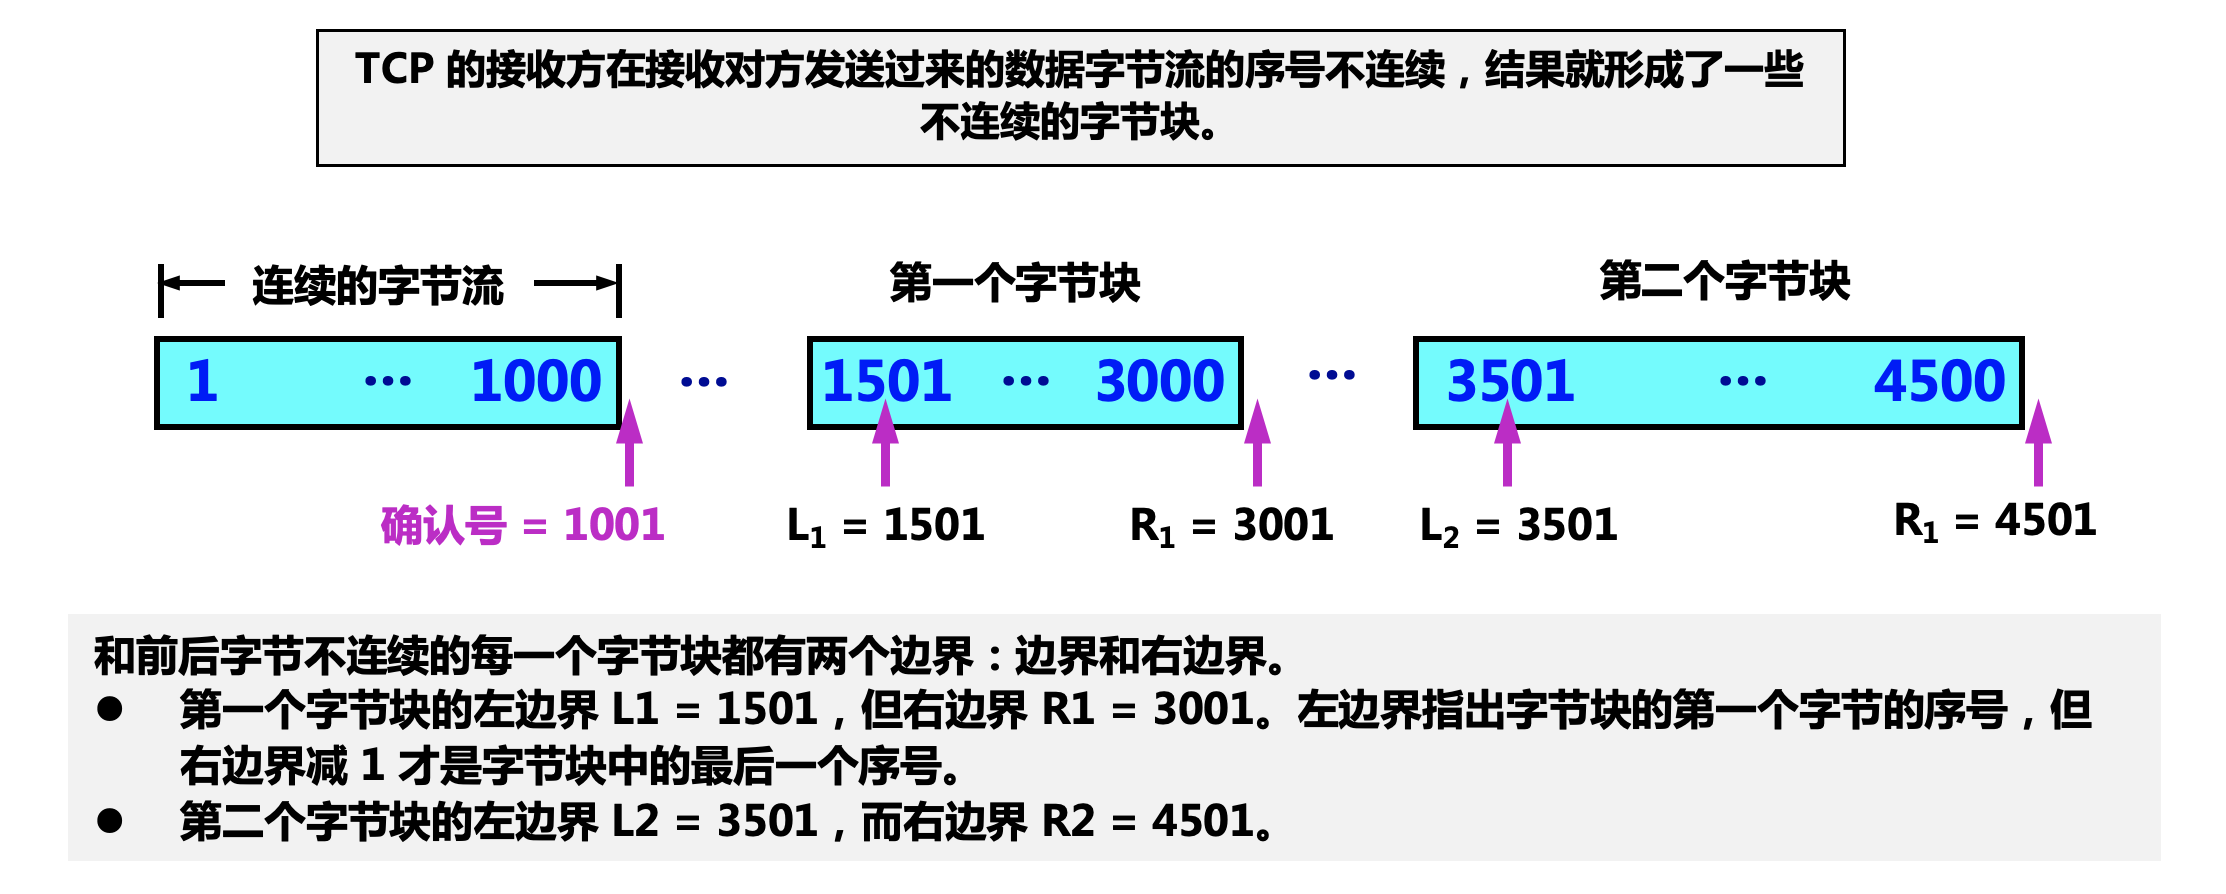 TCP 的接收方在接收对方发送过来的数据字节流的序号不连续，结果就形成了一些
不连续的字节块。
连续的字节流
第一个字节块
第二个字节块
1 … 1000 … 1501 … 3000 … 3501 … 4500
确认号 = 1001
L1 = 1501
R1 = 3001
L2 = 3501
R1 = 4501
和前后字节不连续的每一个字节块都有两个边界：边界和右边界。
● 第一个字节块的左边界 L1 = 1501，但右边界 R1 = 3001。左边界指出字节块的第一个字节的序号，但
右边界减 1 才是字节块中的最后一个序号。
● 第二个字节块的左边界 L2 = 3501，而右边界 R2 = 4501。